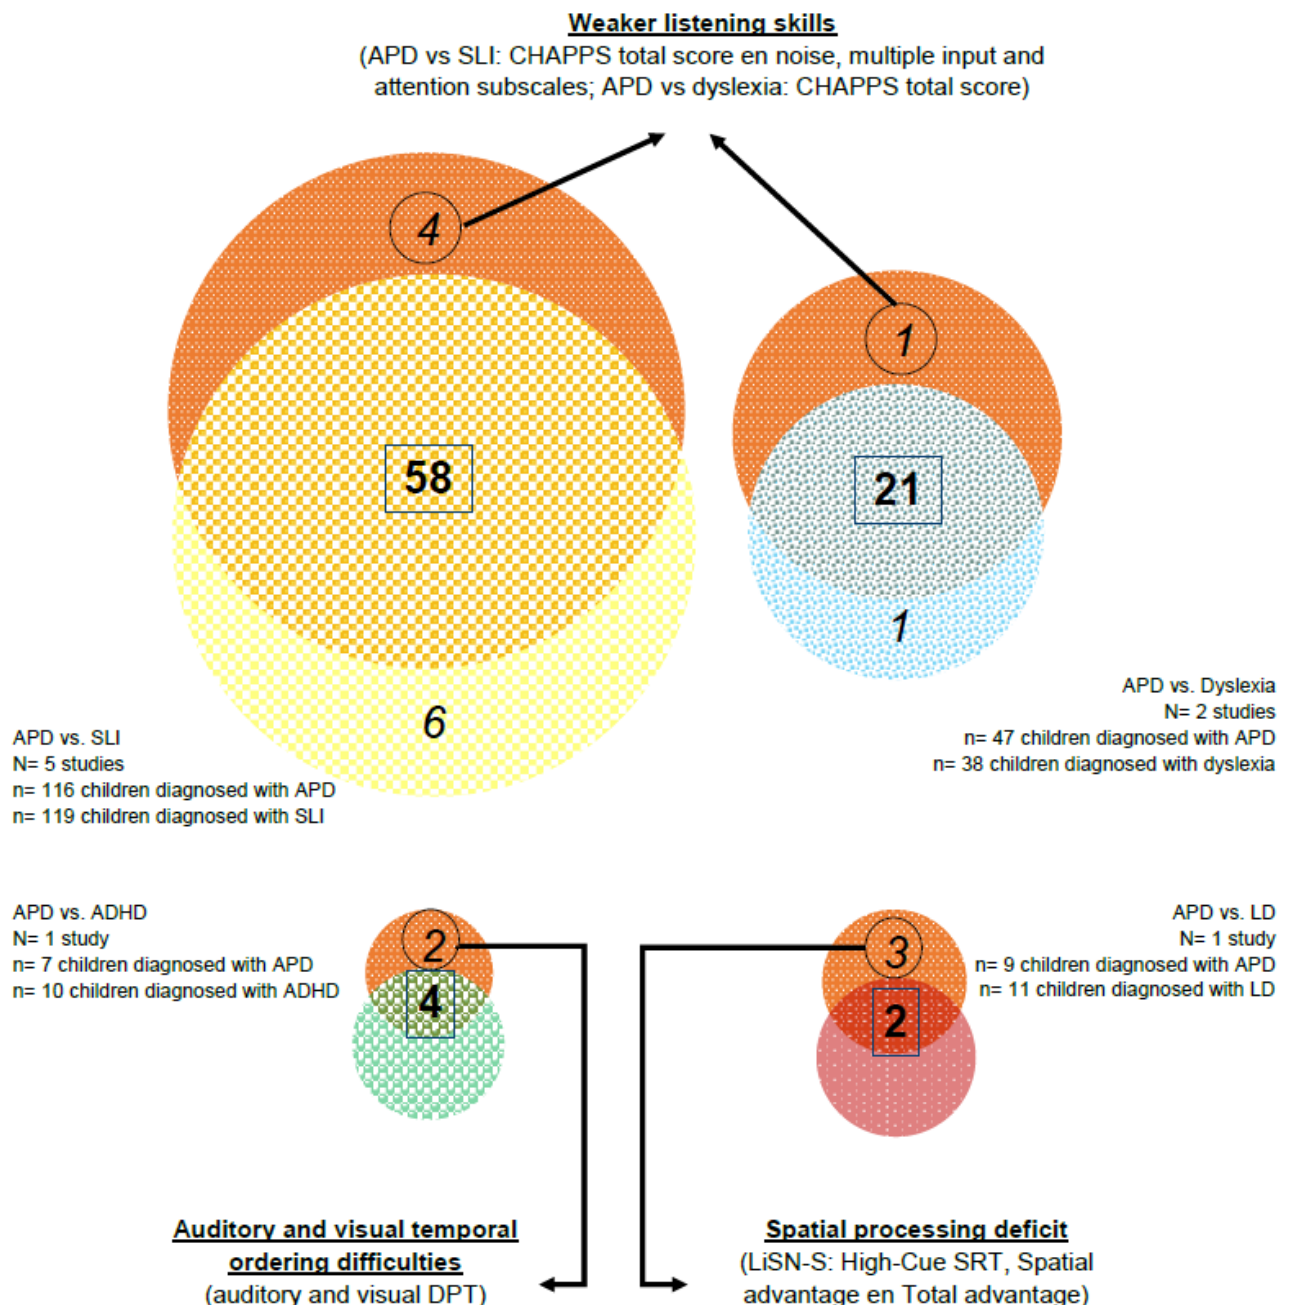 Weaker listening skills
(APD vs SLI: CHAPPS total score en noise, multiple input and
attention subscales; APD vs dyslexia: CHAPPS total score)
4
1
58
21
1
6
APD vs. Dyslexia
N= 2 studies
n= 47 children diagnosed with APD
n= 38 children diagnosed with dyslexia
APD vs. SLI
N= 5 studies
n= 116 children diagnosed with APD
n= 119 children diagnosed with SLI
APD vs. ADHD
N= 1 study
n= 7 children diagnosed with APD
n= 10 children diagnosed with ADHD
2
4
3
2
APD vs. LD
N= 1 study
n= 9 children diagnosed with APD
n= 11 children diagnosed with LD
Auditory and visual temporal
ordering difficulties
(auditory and visual DPT)
Spatial processing deficit
(LiSN-S: High-Cue SRT, Spatial
advantage en Total advantage)